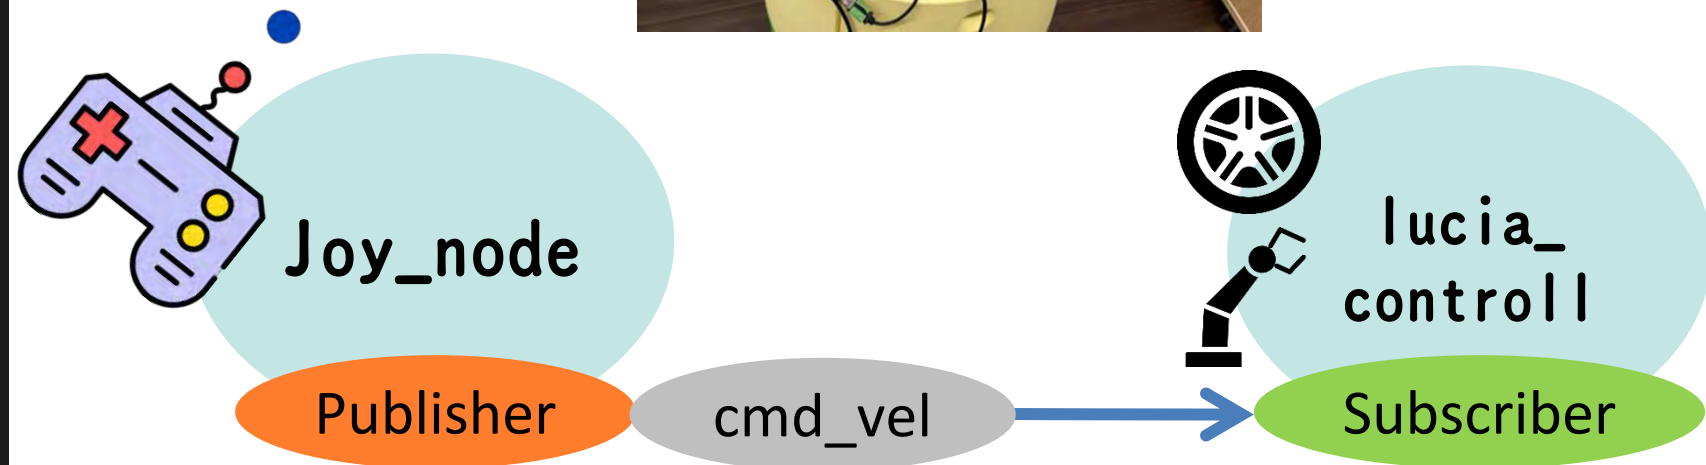 Joy_node
lucia_
controll
Publisher
cmd_vel
Subscriber